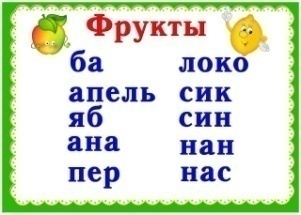 Фрукты
ба локо
апель сик
яб син
ана нан
пер нас